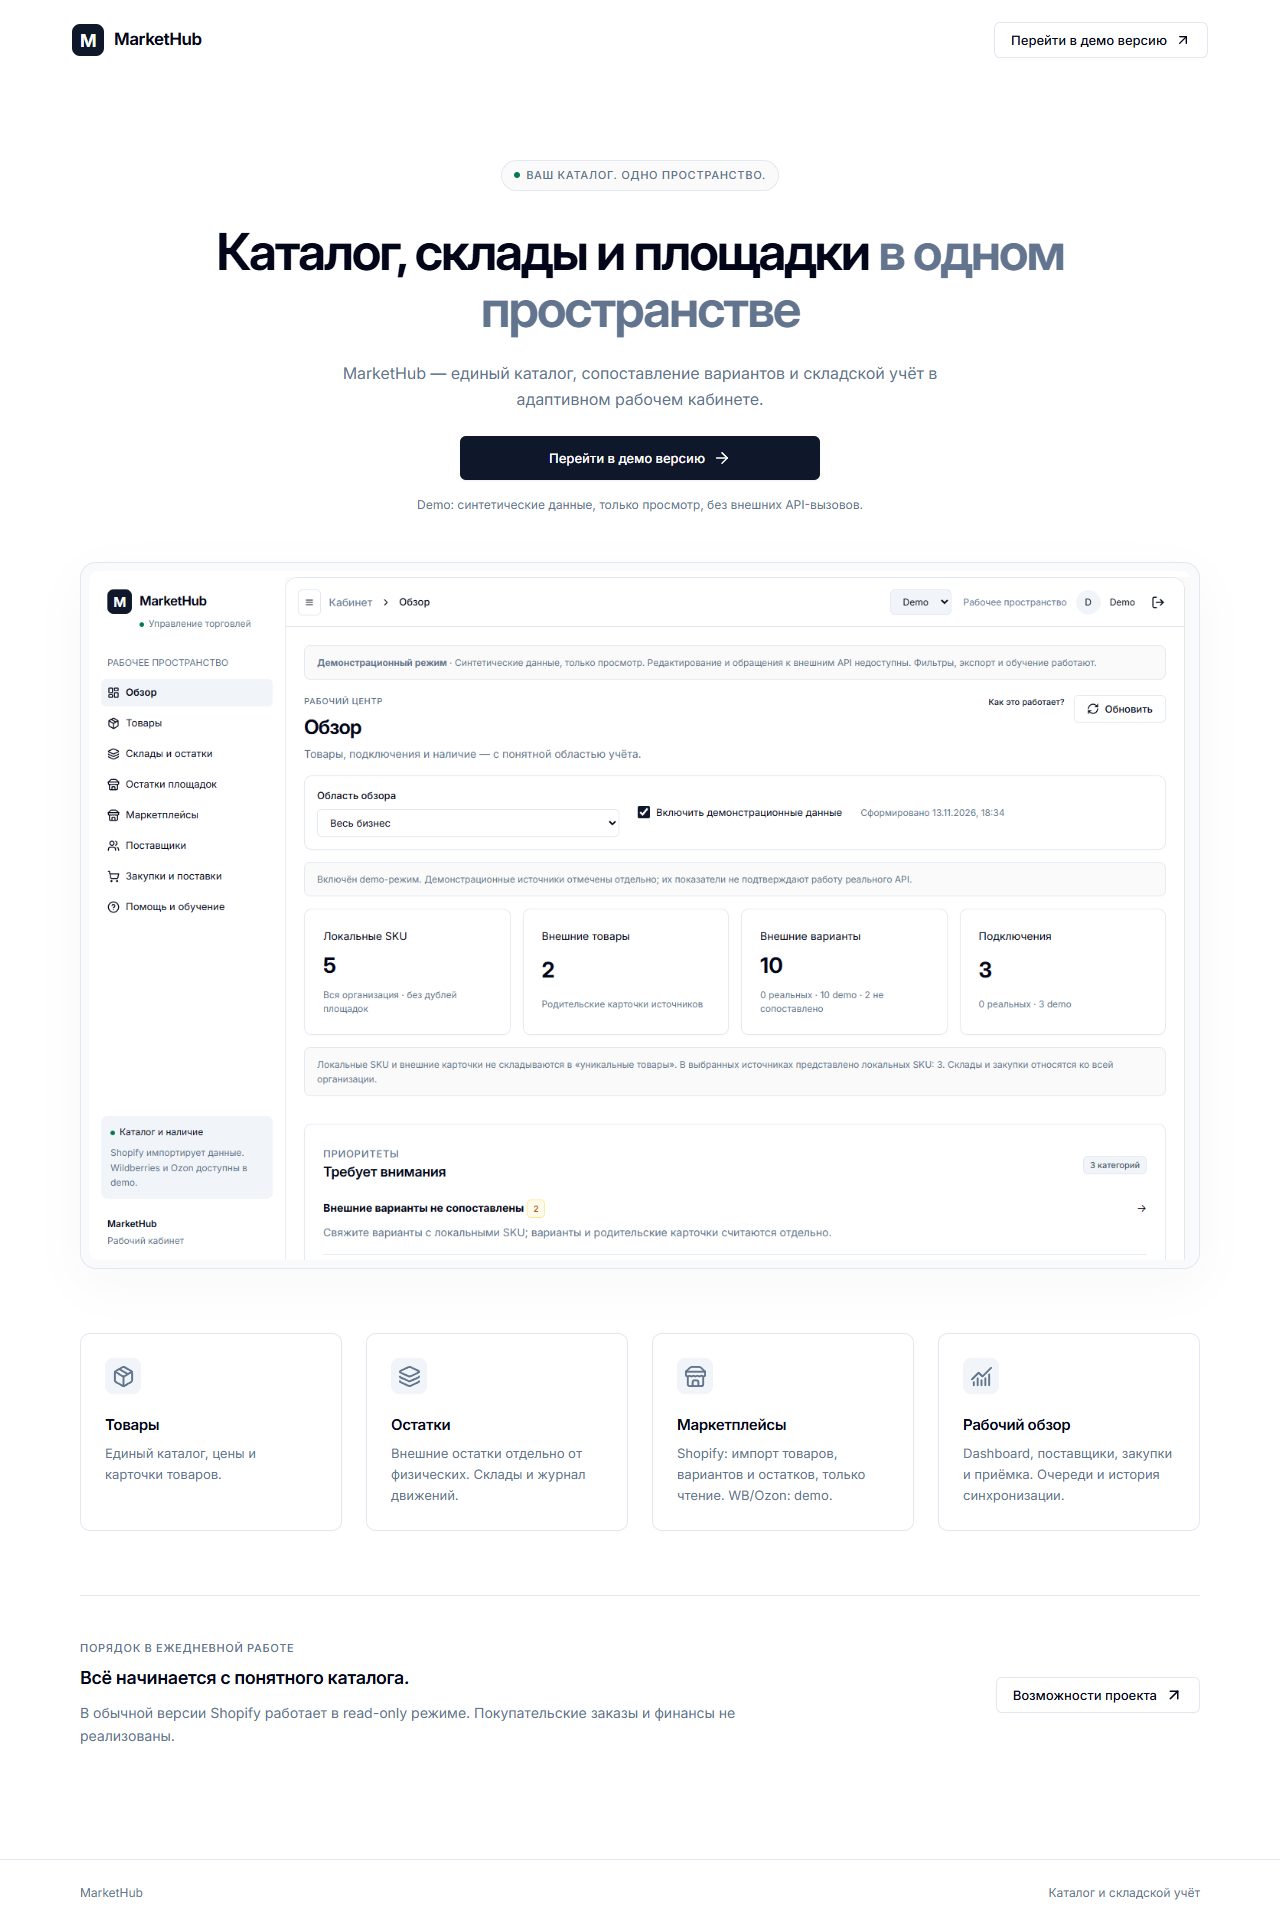 M MarketHub
Перейти в демо версию
ВАШ КАТАЛОГ. ОДНО ПРОСТРАНСТВО.
Каталог, склады и площадки в одном
пространстве
MarketHub — единый каталог, сопоставление вариантов и складской учёт в
адаптивном рабочем кабинете.
Перейти в демо версию
Demo: синтетические данные, только просмотр, без внешних API-вызовов.
M MarketHub
Управление торговлей
РАБОЧЕЕ ПРОСТРАНСТВО
Обзор
Товары
Склады и остатки
Остатки площадок
Маркетплейсы
Поставщики
Закупки и поставки
Помощь и обучение
Каталог и наличие
Shopify импортирует данные.
Wildberries и Ozon доступны в
demo.
MarketHub
Рабочий кабинет
Кабинет > Обзор
Demo Рабочее пространство D Demo
Демонстрационный режим · Синтетические данные, только просмотр. Редактирование и обращения к внешним API недоступны. Фильтры, экспорт и обучение работают.
РАБОЧИЙ ЦЕНТР
Обзор
Товары, подключения и наличие — с понятной областью учёта.
Как это работает? Обновить
Область обзора
Весь бизнес
Включить демонстрационные данные Сформировано 13.11.2026, 18:34
Включён demo-режим. Демонстрационные источники отмечены отдельно; их показатели не подтверждают работу реального API.
Локальные SKU
5
Вся организация · без дублей
площадок
Внешние товары
2
Родительские карточки источников
Внешние варианты
10
0 реальных · 10 demo · 2 не
сопоставлено
Подключения
3
0 реальных · 3 demo
Локальные SKU и внешние карточки не складываются в «уникальные товары». В выбранных источниках представлено локальных SKU: 3. Склады и закупки относятся ко всей
организации.
ПРИОРИТЕТЫ
Требует внимания
3 категорий
Внешние варианты не сопоставлены 2
Свяжите варианты с локальными SKU; варианты и родительские карточки считаются отдельно.
Товары
Единый каталог, цены и
карточки товаров.
Остатки
Внешние остатки отдельно от
физических. Склады и журнал
движений.
Маркетплейсы
Shopify: импорт товаров,
вариантов и остатков, только
чтение. WB/Ozon: demo.
Рабочий обзор
Dashboard, поставщики, закупки
и приёмка. Очереди и история
синхронизации.
ПОРЯДОК В ЕЖЕДНЕВНОЙ РАБОТЕ
Всё начинается с понятного каталога.
В обычной версии Shopify работает в read-only режиме. Покупательские заказы и финансы не
реализованы.
Возможности проекта
MarketHub
Каталог и складской учёт